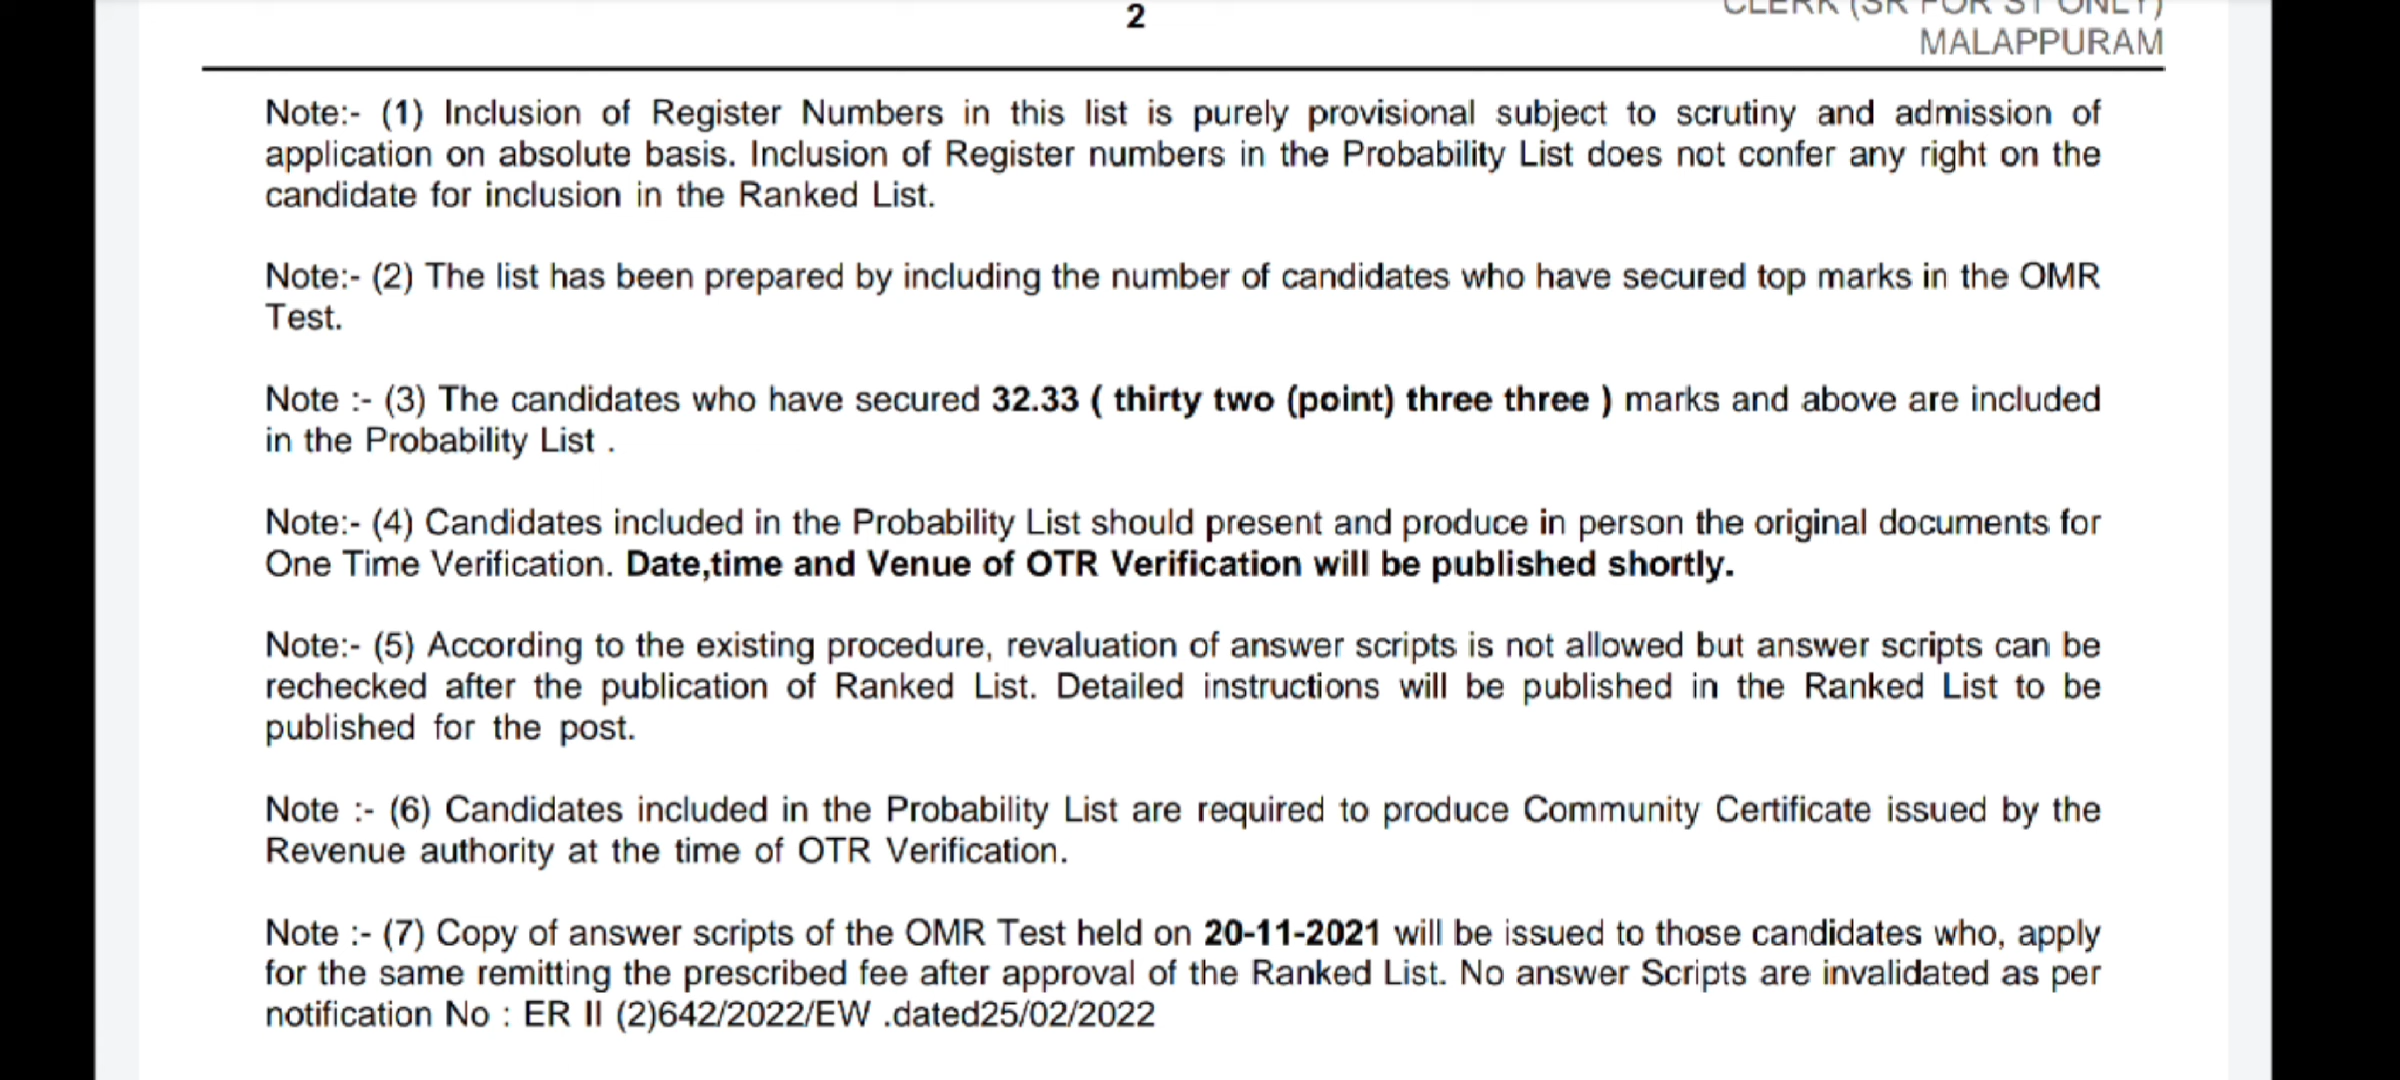 2
CLERK (SR FOR ST ONLY)
MALAPPURAM
Note:- (1) Inclusion of Register Numbers in this list is purely provisional subject to scrutiny and admission of
application on absolute basis. Inclusion of Register numbers in the Probability List does not confer any right on the
candidate for inclusion in the Ranked List.
Note:- (2) The list has been prepared by including the number of candidates who have secured top marks in the OMR
Test.
Note :- (3) The candidates who have secured 32.33 ( thirty two (point) three three ) marks and above are included
in the Probability List .
Note:- (4) Candidates included in the Probability List should present and produce in person the original documents for
One Time Verification. Date,time and Venue of OTR Verification will be published shortly.
Note:- (5) According to the existing procedure, revaluation of answer scripts is not allowed but answer scripts can be
rechecked after the publication of Ranked List. Detailed instructions will be published in the Ranked List to be
published for the post.
Note :- (6) Candidates included in the Probability List are required to produce Community Certificate issued by the
Revenue authority at the time of OTR Verification.
Note :- (7) Copy of answer scripts of the OMR Test held on 20-11-2021 will be issued to those candidates who, apply
for the same remitting the prescribed fee after approval of the Ranked List. No answer Scripts are invalidated as per
notification No : ER II (2)642/2022/EW .dated25/02/2022